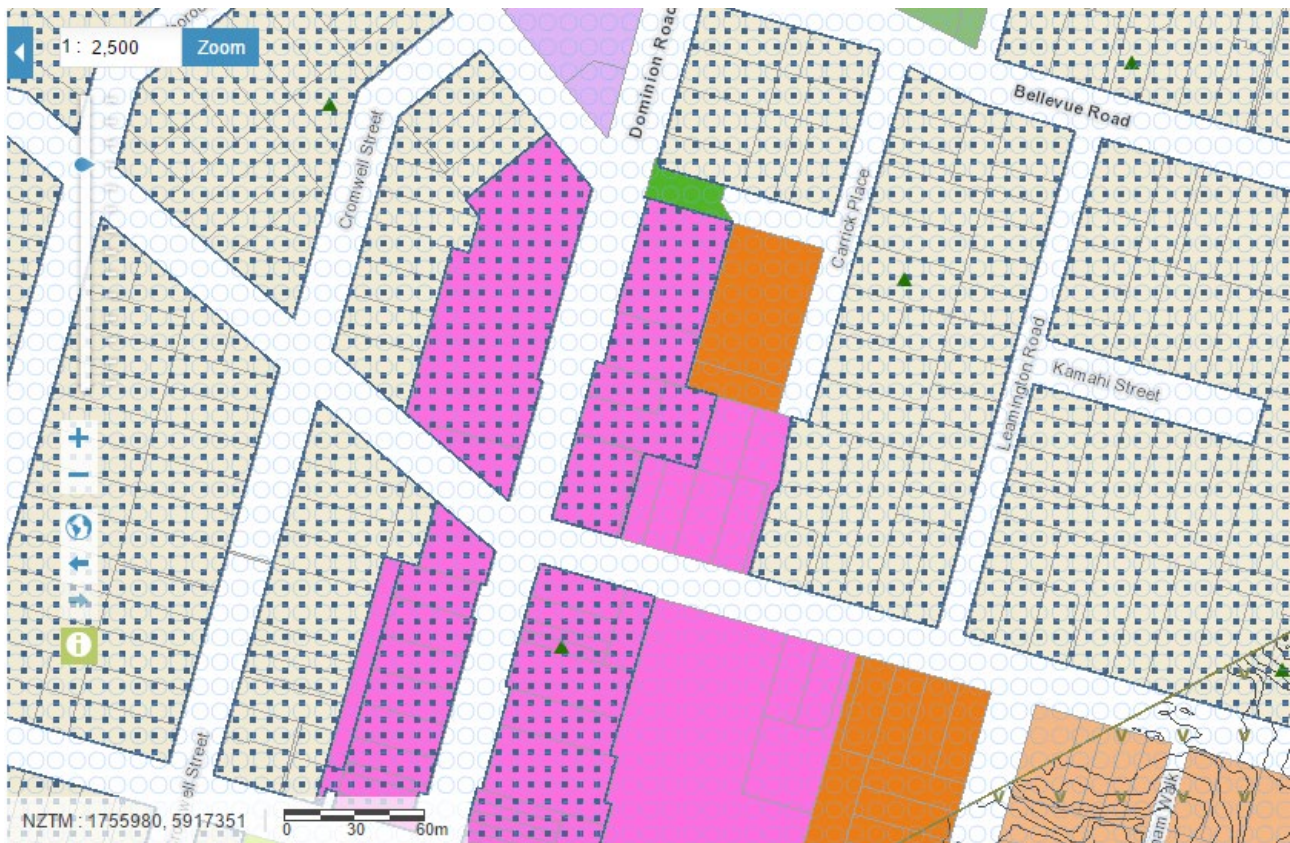 1 : 2,500 Zoom
Dominion Road
Bellevue Road
Cromwell Street
Carrick Place
Leamington Road
Kamahi Street
Cromwell Street
NZTM : 1755980, 5917351
0 30 60m
Walk